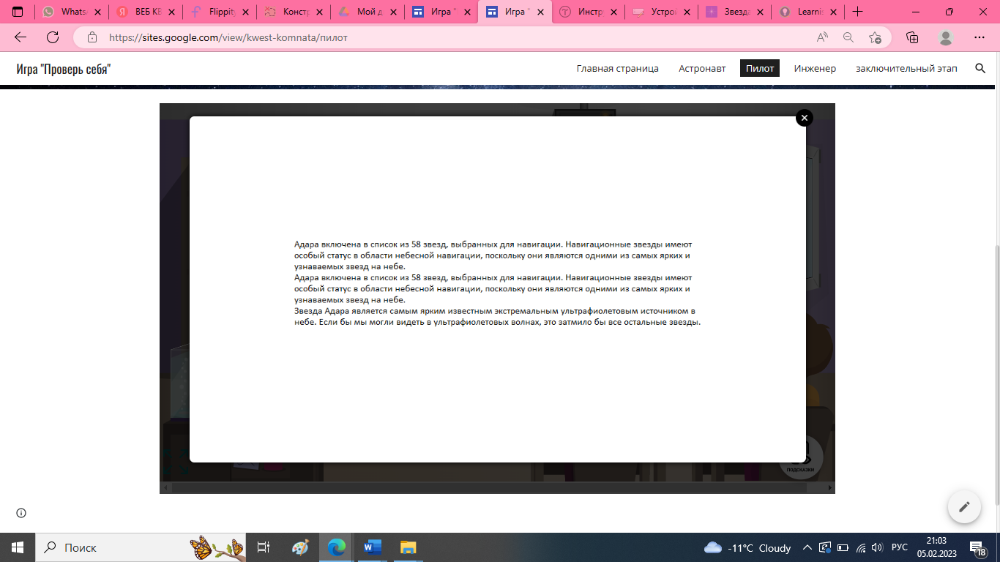 Whats
ВЕБ КВ
Flippity
Констр
Мой д
Игра "
Игра "
Инстр
Устрой
Звезда
Learnin
https://sites.google.com/view/kwest-komnata/пилот
Игра "Проверь себя"
Главная страница
Астронавт
Пилот
Инженер
заключительный этап
Адара включена в список из 58 звезд, выбранных для навигации. Навигационные звезды имеют
особый статус в области небесной навигации, поскольку они являются одними из самых ярких и
узнаваемых звезд на небе.
Адара включена в список из 58 звезд, выбранных для навигации. Навигационные звезды имеют
особый статус в области небесной навигации, поскольку они являются одними из самых ярких и
узнаваемых звезд на небе.
Звезда Адара является самым ярким известным экстремальным ультрафиолетовым источником в
небе. Если бы мы могли видеть в ультрафиолетовых волнах, это затмило бы все остальные звезды.
ПОДСКАЗКИ
Поиск
-11°C Cloudy
РУС
21:03
05.02.2023
18